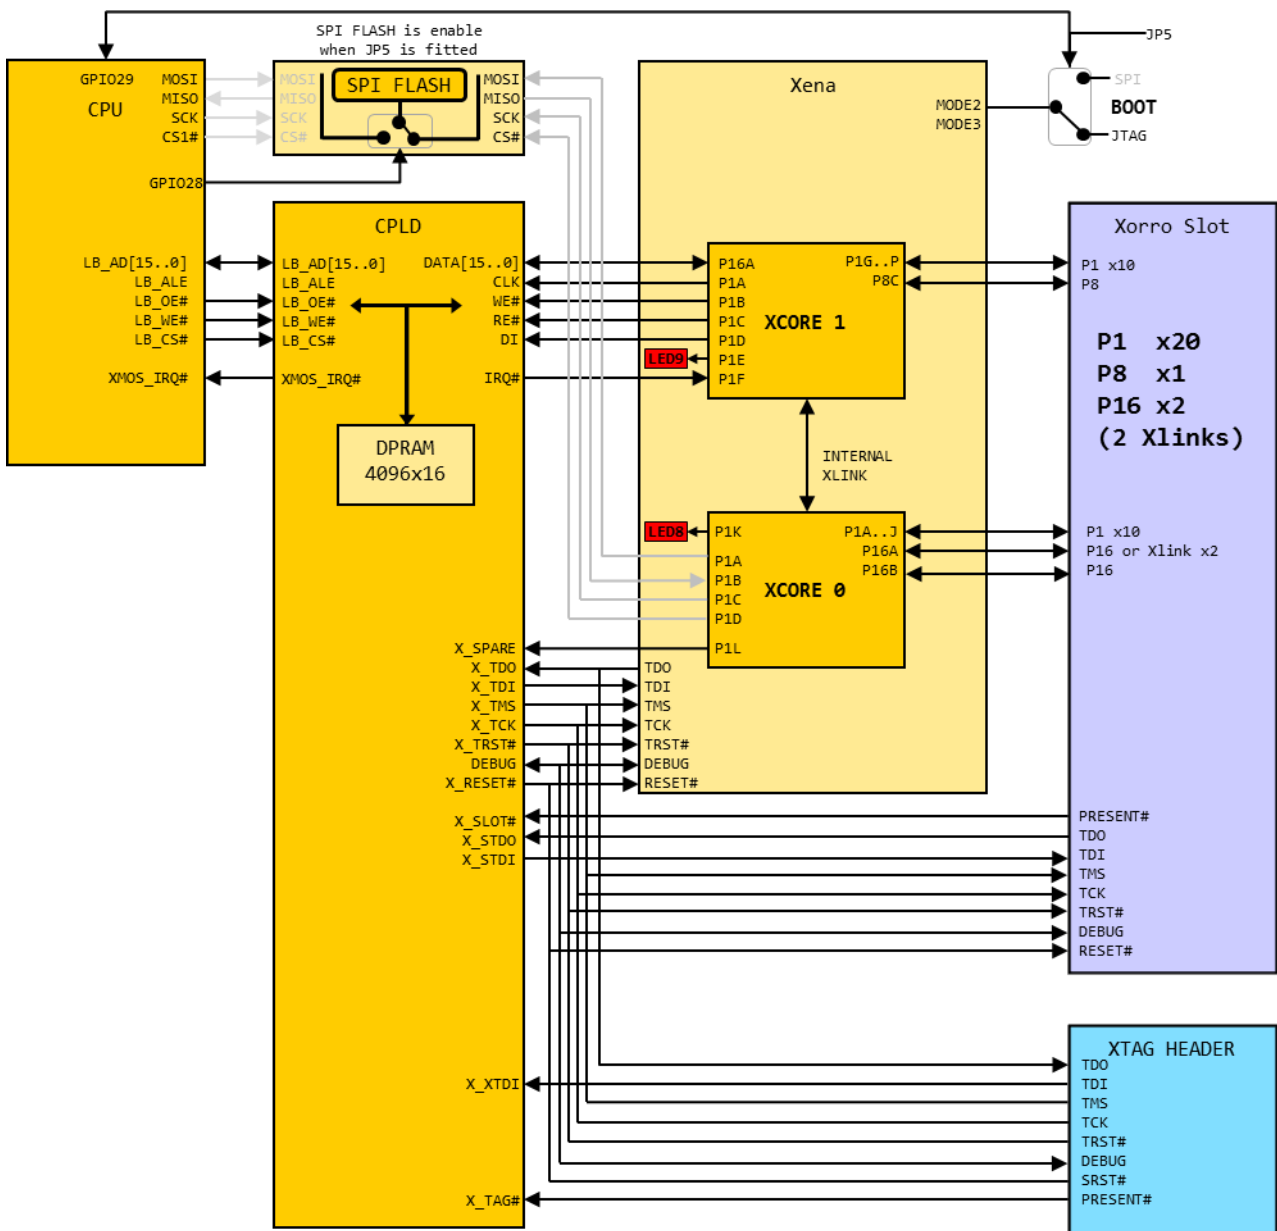 SPI FLASH is enable
when JP5 is fitted
JP5
GPIO29
CPU
MOSI
MISO
SCK
CS1#
GPIO28
LB_AD[15..0]
LB_ALE
LB_OE#
LB_WE#
LB_CS#
XMOS_IRQ#
MOSI
MISO
SCK
CS#
SPI FLASH
MOSI
MISO
SCK
CS#
Xena
MODE2
MODE3
SPI
BOOT
JTAG
CPLD
LB_AD[15..0]
LB_ALE
LB_OE#
LB_WE#
LB_CS#
XMOS_IRQ#
DATA[15..0]
CLK
WE#
RE#
DI
IRQ#
DPRAM
4096x16
P16A
P1A
P1B
P1C
P1D
P1E
P1F
LED9
XCORE 1
P1G..P
P8C
INTERNAL
XLINK
LED8
P1K
P1A
P1B
P1C
P1D
P1L
XCORE 0
P1A..J
P16A
P16B
Xorro Slot
P1 x10
P8
P1 x20
P8 x1
P16 x2
(2 Xlinks)
P1 x10
P16 or Xlink x2
P16
X_SPARE
X_TDO
X_TDI
X_TMS
X_TCK
X_TRST#
DEBUG
X_RESET#
X_SLOT#
X_STDO
X_STDI
TDO
TDI
TMS
TCK
TRST#
DEBUG
RESET#
PRESENT#
TDO
TDI
TMS
TCK
TRST#
DEBUG
RESET#
X_XTDI
X_TAG#
XTAG HEADER
TDO
TDI
TMS
TCK
TRST#
DEBUG
SRST#
PRESENT#